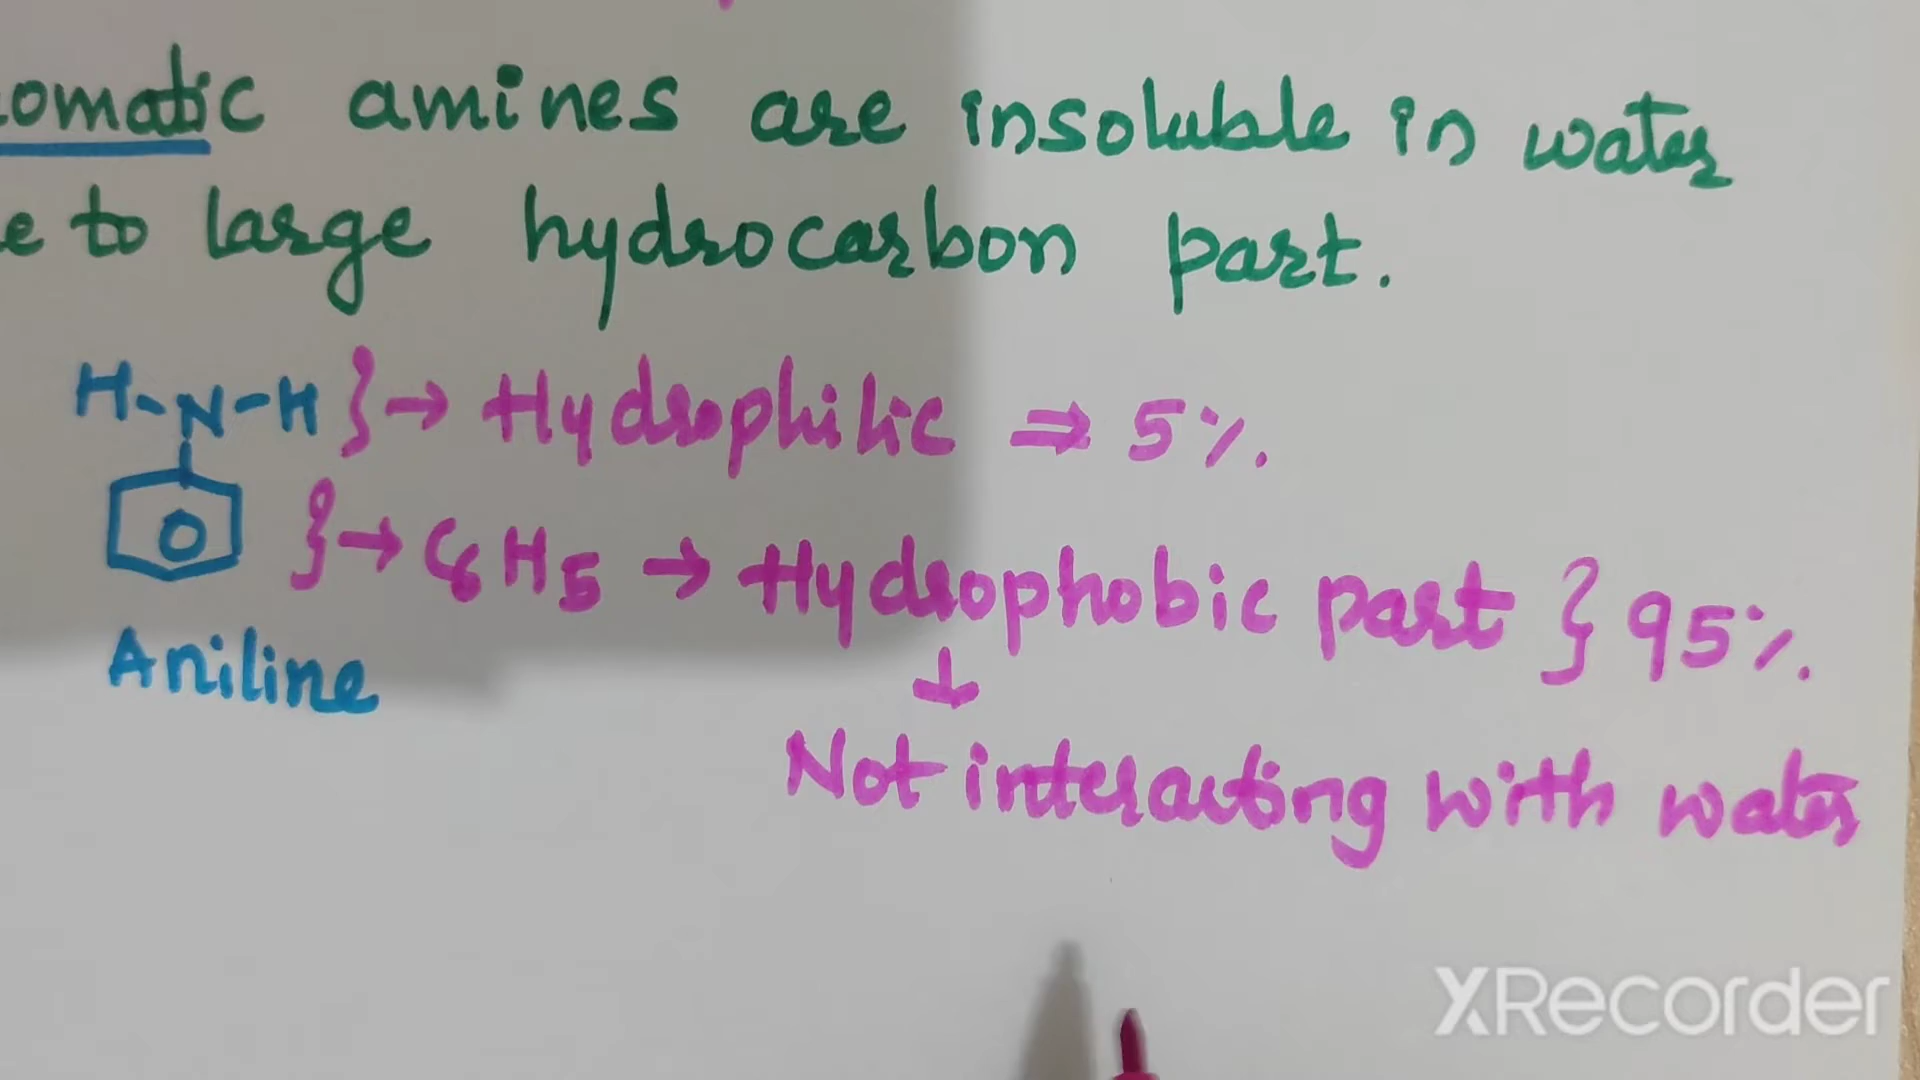 omatic amines are insoluble in water
e to large hydrocarbon part.
H-N-H } → Hydrophilic ⇒ 5%.
} → C6H5 → Hydrophobic part } 95%.
Aniline
↓
Not interacting with water
XRecorder